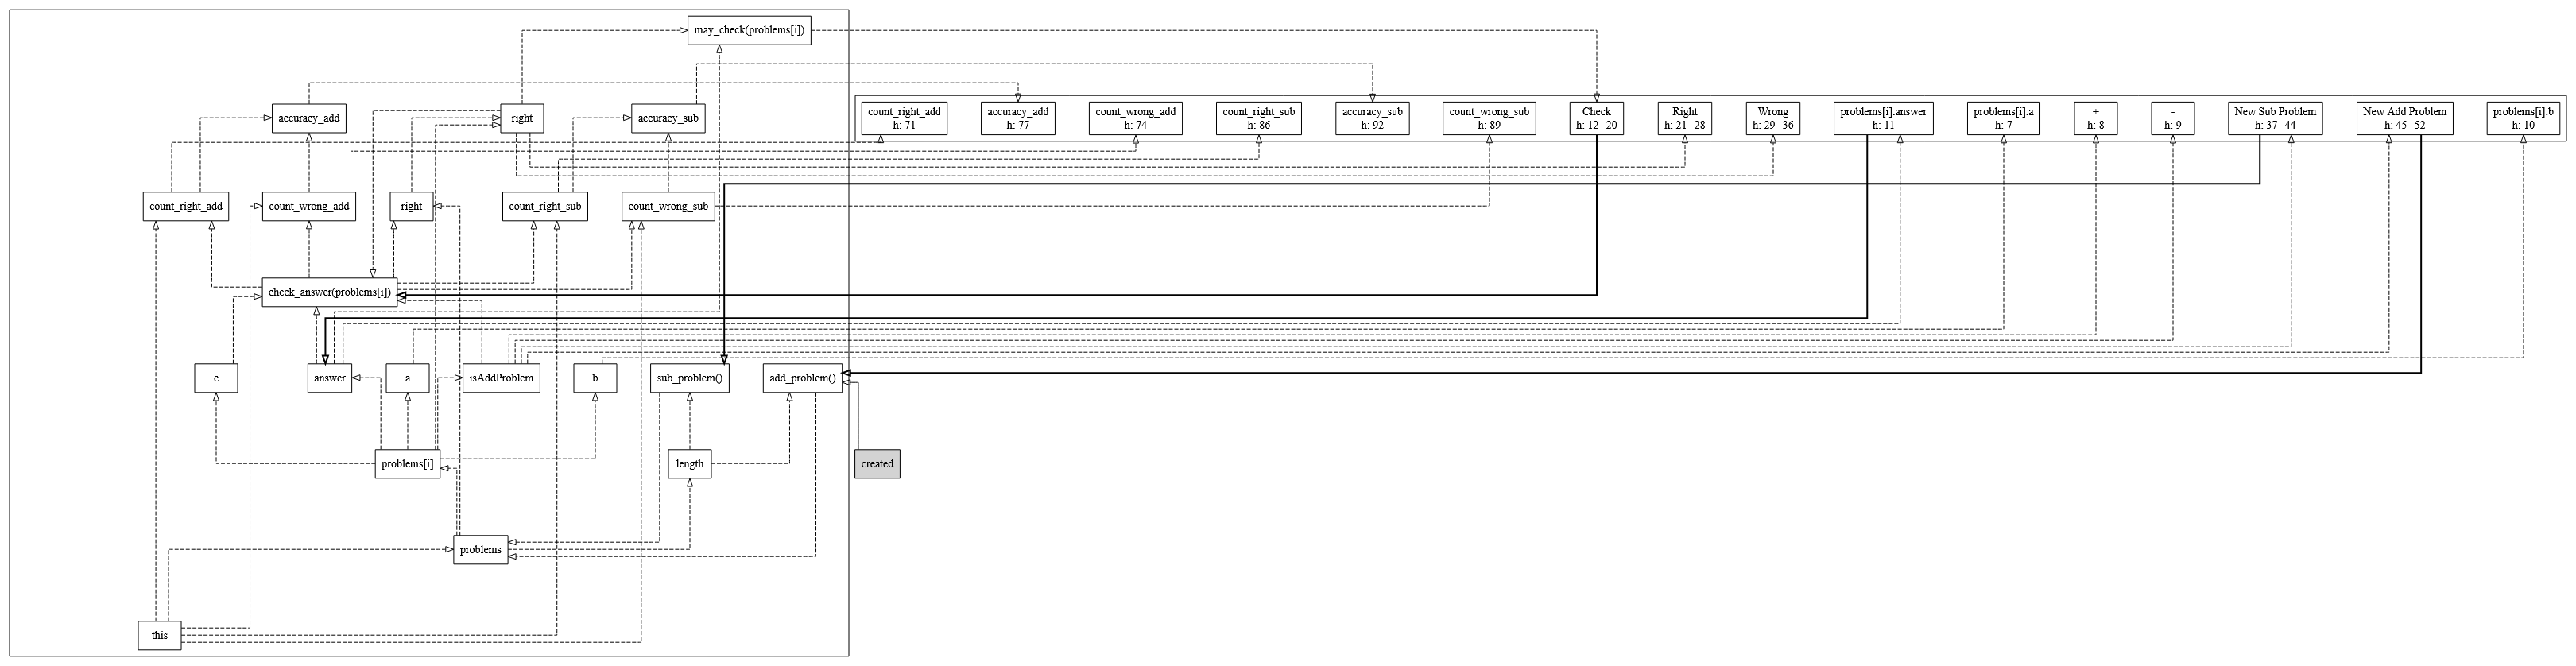 may_check(problems[i])
accuracy_add
right
accuracy_sub
count_right_add
h: 71
accuracy_add
h: 77
count_wrong_add
h: 74
count_right_sub
h: 86
accuracy_sub
h: 92
count_wrong_sub
h: 89
Check
h: 12--20
Right
h: 21--28
Wrong
h: 29--36
problems[i].answer
h: 11
problems[i].a
h: 7
+
h: 8
-
h: 9
New Sub Problem
h: 37--44
New Add Problem
h: 45--52
problems[i].b
h: 10
count_right_add
count_wrong_add
right
count_right_sub
count_wrong_sub
check_answer(problems[i])
c
answer
a
isAddProblem
b
sub_problem()
add_problem()
problems[i]
length
created
problems
this